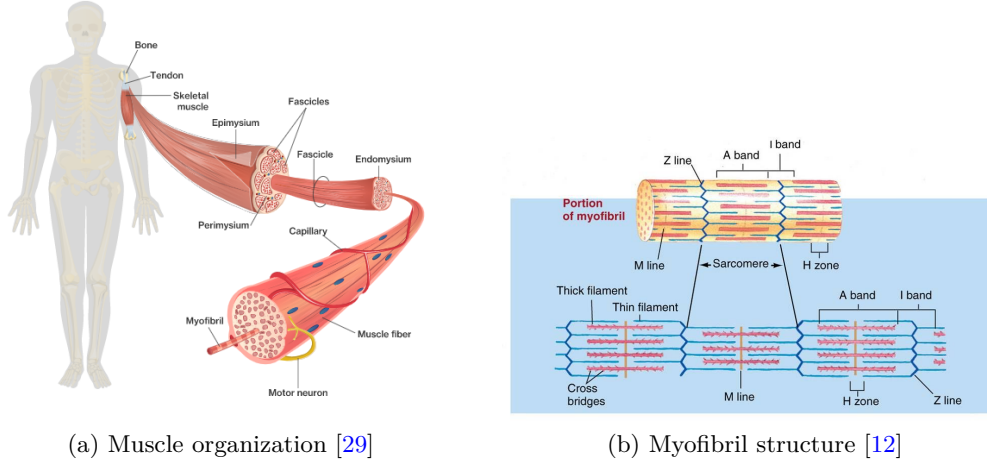 Bone
Tendon
Skeletal
muscle
Epimysium
Fascicles
Fascicle
Endomysium
Perimysium
Capillary
Myofibril
Muscle fiber
Motor neuron
(a) Muscle organization [29]
I band
A band
Z line
Portion
of myofibril
M line
Sarcomere
H zone
Thick filament
Thin filament
A band
I band
Cross
bridges
M line
H zone
Z line
(b) Myofibril structure [12]